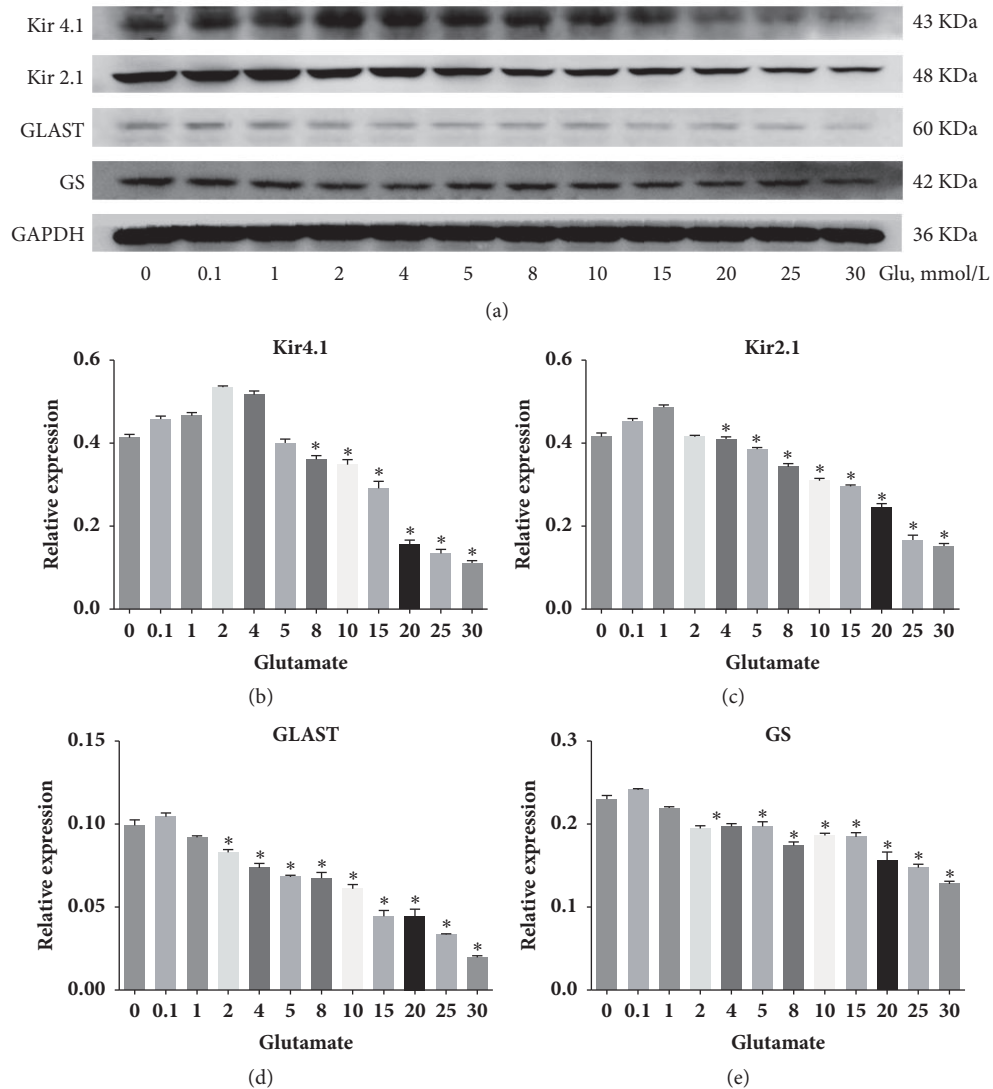 Kir 4.1 43 KDa
Kir 2.1 48 KDa
GLAST 60 KDa
GS 42 KDa
GAPDH 36 KDa
0 0.1 1 2 4 5 8 10 15 20 25 30 Glu, mmol/L
(a)
Kir4.1
0.6
0.4
0.2
0.0
Relative expression
* * * * * *
0 0.1 1 2 4 5 8 10 15 20 25 30
Glutamate
(b)
Kir2.1
0.6
0.4
0.2
0.0
Relative expression
* * * * * * * *
0 0.1 1 2 4 5 8 10 15 20 25 30
Glutamate
(c)
GLAST
0.15
0.10
0.05
0.00
Relative expression
* * * * * * * * *
0 0.1 1 2 4 5 8 10 15 20 25 30
Glutamate
(d)
GS
0.3
0.2
0.1
0.0
Relative expression
* * * * * * * *
0 0.1 1 2 4 5 8 10 15 20 25 30
Glutamate
(e)